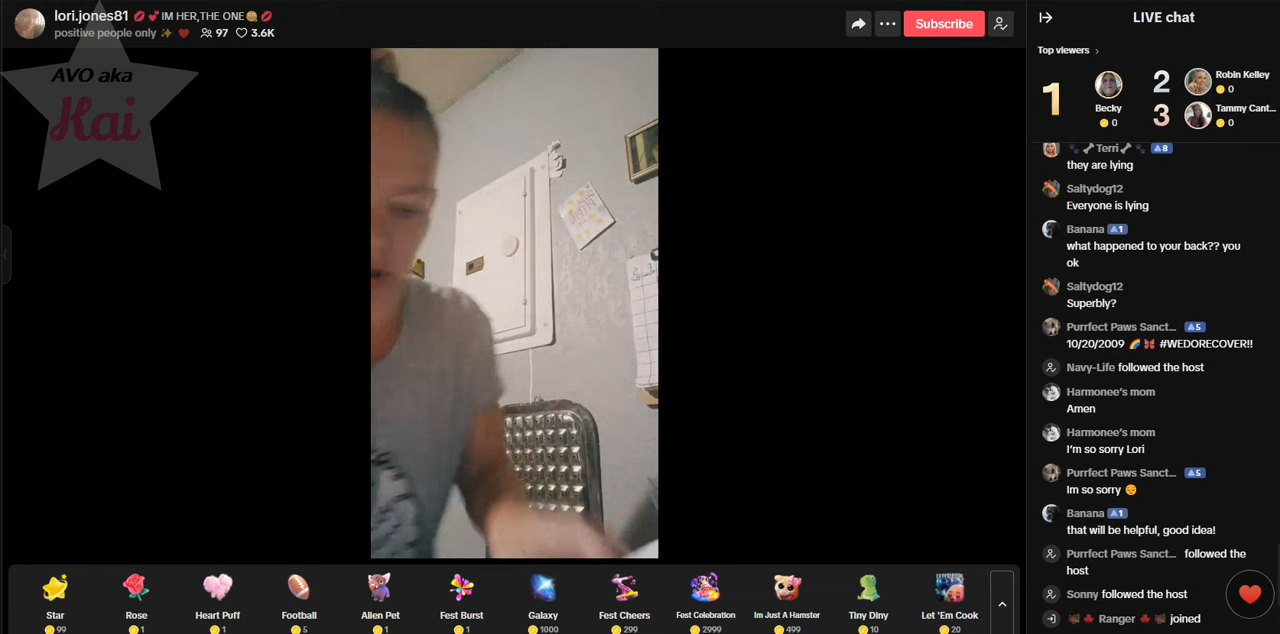 lori.jones81 💋💕IM HER,THE ONE😊💋
positive people only ✨ ❤️ 97 3.6K
Subscribe
AVO aka
Kai
LIVE chat
Top viewers
1
Becky
0
2
Robin Kelley
0
3
Tammy Cant...
0
Terri 8
they are lying
Saltydog12
Everyone is lying
Banana 1
what happened to your back?? you
ok
Saltydog12
Superbly?
Purrfect Paws Sanct... 5
10/20/2009 🌈 🦋 #WEDORECOVER!!
Navy-Life followed the host
Harmonee's mom
Amen
Harmonee's mom
I'm so sorry Lori
Purrfect Paws Sanct... 5
Im so sorry 😔
Banana 1
that will be helpful, good idea!
Purrfect Paws Sanct... followed the
host
Sonny followed the host
Ranger joined
Star
99
Rose
1
Heart Puff
1
Football
5
Alien Pet
1
Fest Burst
1
Galaxy
1000
Fest Cheers
299
Fest Celebration
2999
Im Just A Hamstor
499
Tiny Diny
10
Let 'Em Cook
20